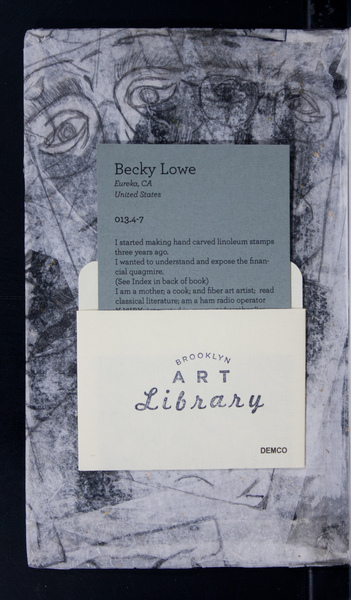 Becky Lowe
Eureka, CA
United States
013.4-7
I started making hand carved linoleum stamps
three years ago.
I wanted to understand and expose the finan-
cial quagmire.
(See Index in back of book)
I am a mother; a cook; and fiber art artist; read
classical literature; am a ham radio operator
BROOKLYN
ART
Library
DEMCO